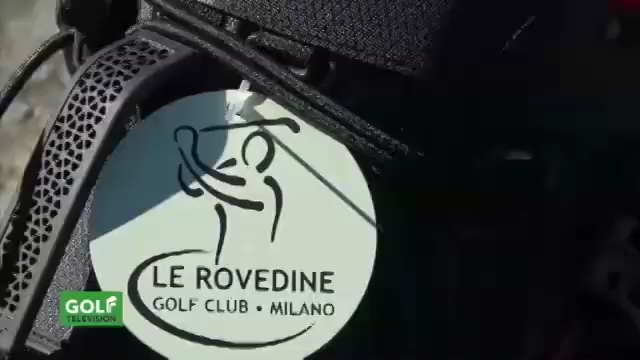 LE ROVEDINE
GOLF CLUB • MILANO
GOLF
TELEVISION